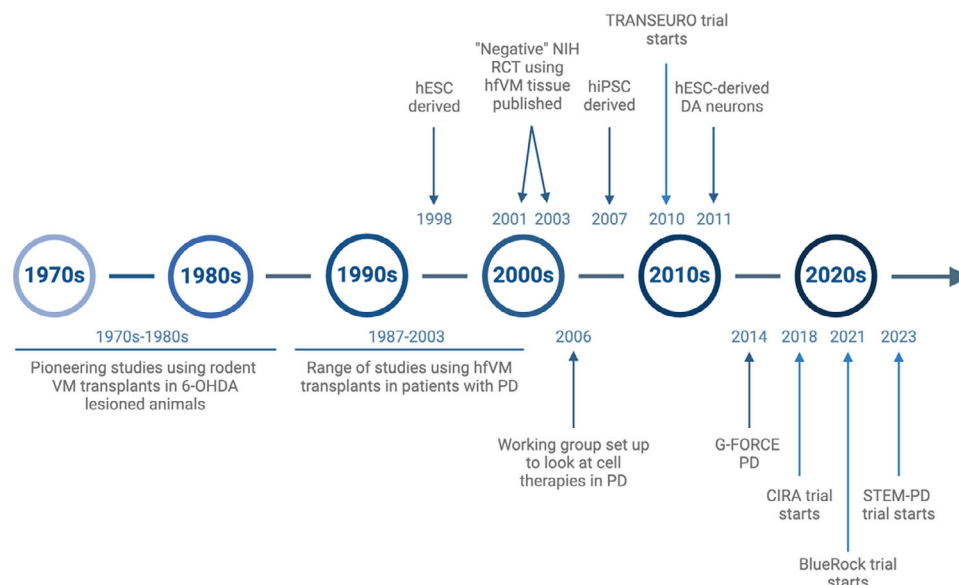 TRANSEURO trial
starts
"Negative" NIH
RCT using
hfVM tissue
published
hESC
derived
hiPSC
derived
hESC-derived
DA neurons
1998
2001
2003
2007
2010
2011
1970s
1980s
1990s
2000s
2010s
2020s
1970s-1980s
Pioneering studies using rodent
VM transplants in 6-OHDA
lesioned animals
1987-2003
Range of studies using hfVM
transplants in patients with PD
2006
Working group set up
to look at cell
therapies in PD
2014
G-FORCE
PD
2018
CIRA trial
starts
2021
BlueRock trial
starts
2023
STEM-PD
trial starts